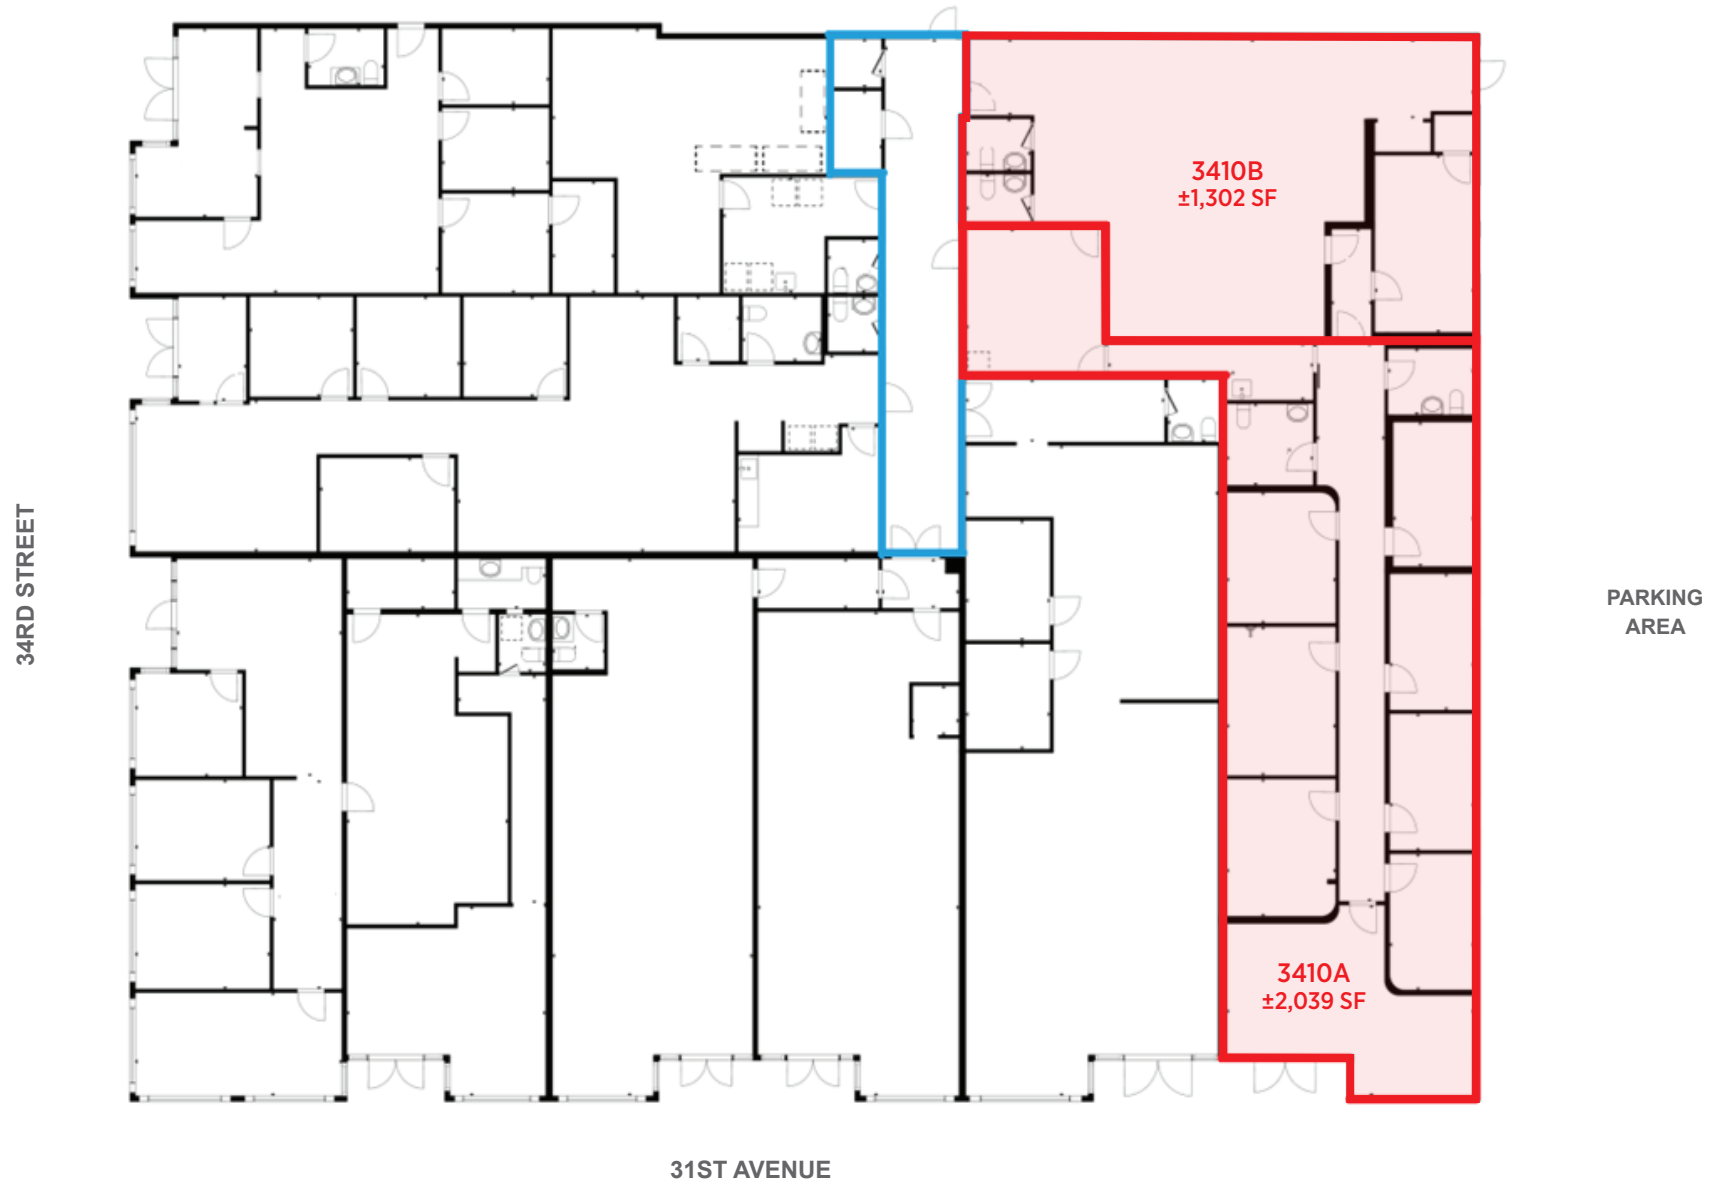 3410B
±1,302 SF
34RD STREET
PARKING
AREA
3410A
±2,039 SF
31ST AVENUE